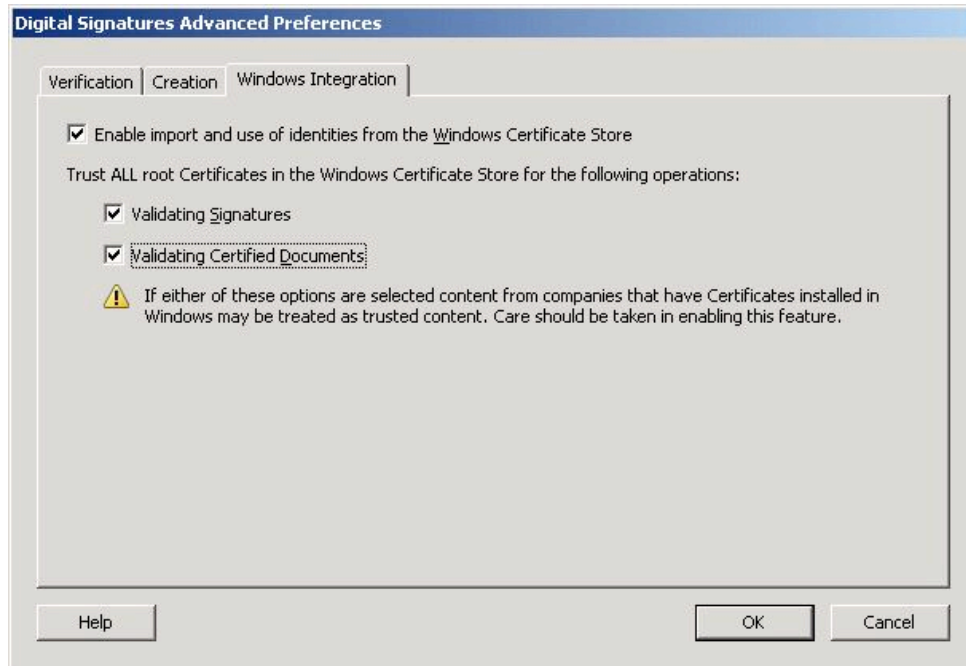 Digital Signatures Advanced Preferences
Verification
Creation
Windows Integration
Enable import and use of identities from the Windows Certificate Store
Trust ALL root Certificates in the Windows Certificate Store for the following operations:
Validating Signatures
Validating Certified Documents
If either of these options are selected content from companies that have Certificates installed in
Windows may be treated as trusted content. Care should be taken in enabling this feature.
Help
OK
Cancel